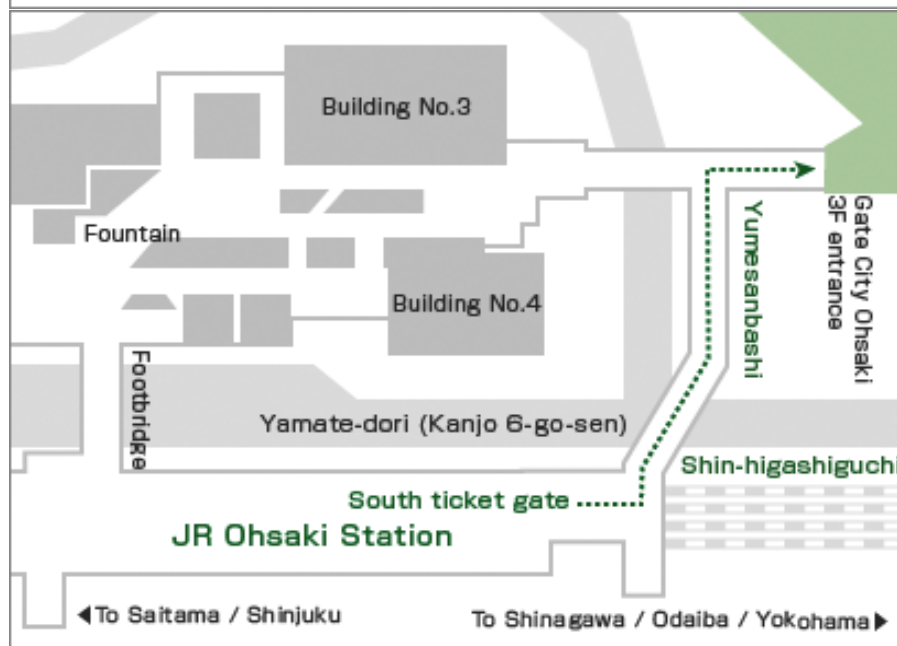 Building No.3
Fountain
Building No.4
Gate City Ohsaki
3F entrance
Yumesanbashi
Footbridge
Yamate-dori (Kanjo 6-go-sen)
Shin-higashiguchi
South ticket gate
JR Ohsaki Station
To Saitama / Shinjuku
To Shinagawa / Odaiba / Yokohama